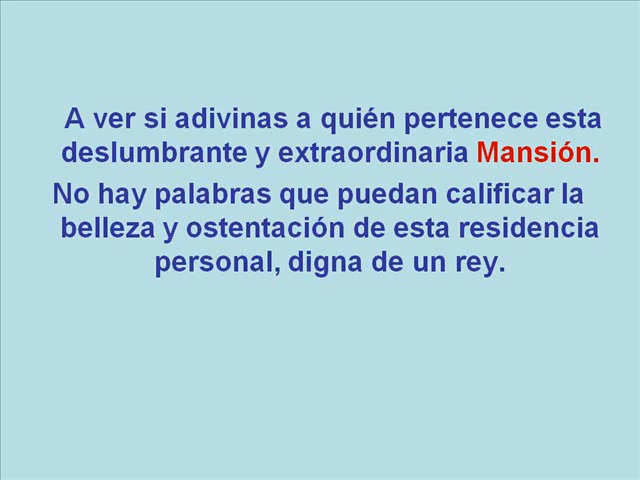 A ver si adivinas a quién pertenece esta
deslumbrante y extraordinaria Mansión.
No hay palabras que puedan calificar la
belleza y ostentación de esta residencia
personal, digna de un rey.